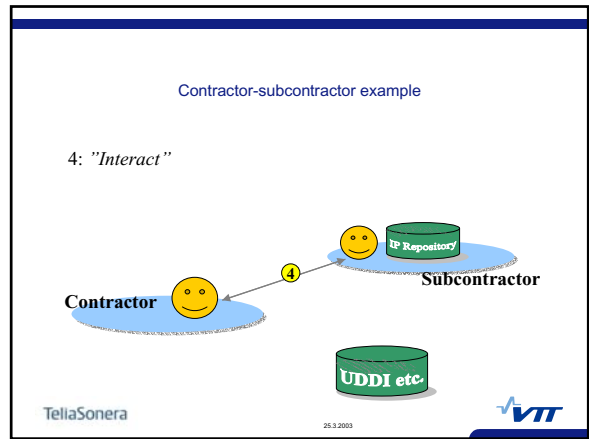 Contractor-subcontractor example
4: ”Interact”
IP Repository
4
Subcontractor
Contractor
UDDI etc.
TeliaSonera
25.3.2003
VTT